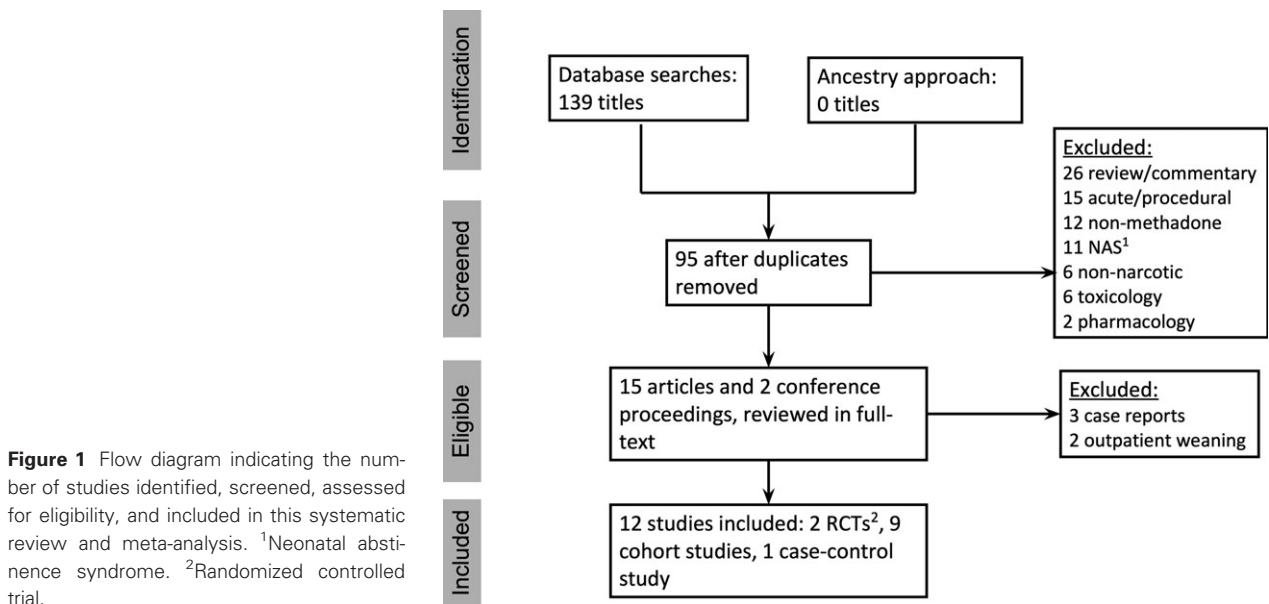 Identification
Database searches:
139 titles
Ancestry approach:
0 titles
Excluded:
26 review/commentary
15 acute/procedural
12 non-methadone
11 NAS¹
6 non-narcotic
6 toxicology
2 pharmacology
Screened
95 after duplicates
removed
Eligible
15 articles and 2 conference
proceedings, reviewed in full-
text
Excluded:
3 case reports
2 outpatient weaning
Included
12 studies included: 2 RCTs², 9
cohort studies, 1 case-control
study
Figure 1 Flow diagram indicating the num-
ber of studies identified, screened, assessed
for eligibility, and included in this systematic
review and meta-analysis. ¹Neonatal absti-
nence syndrome. ²Randomized controlled
trial.